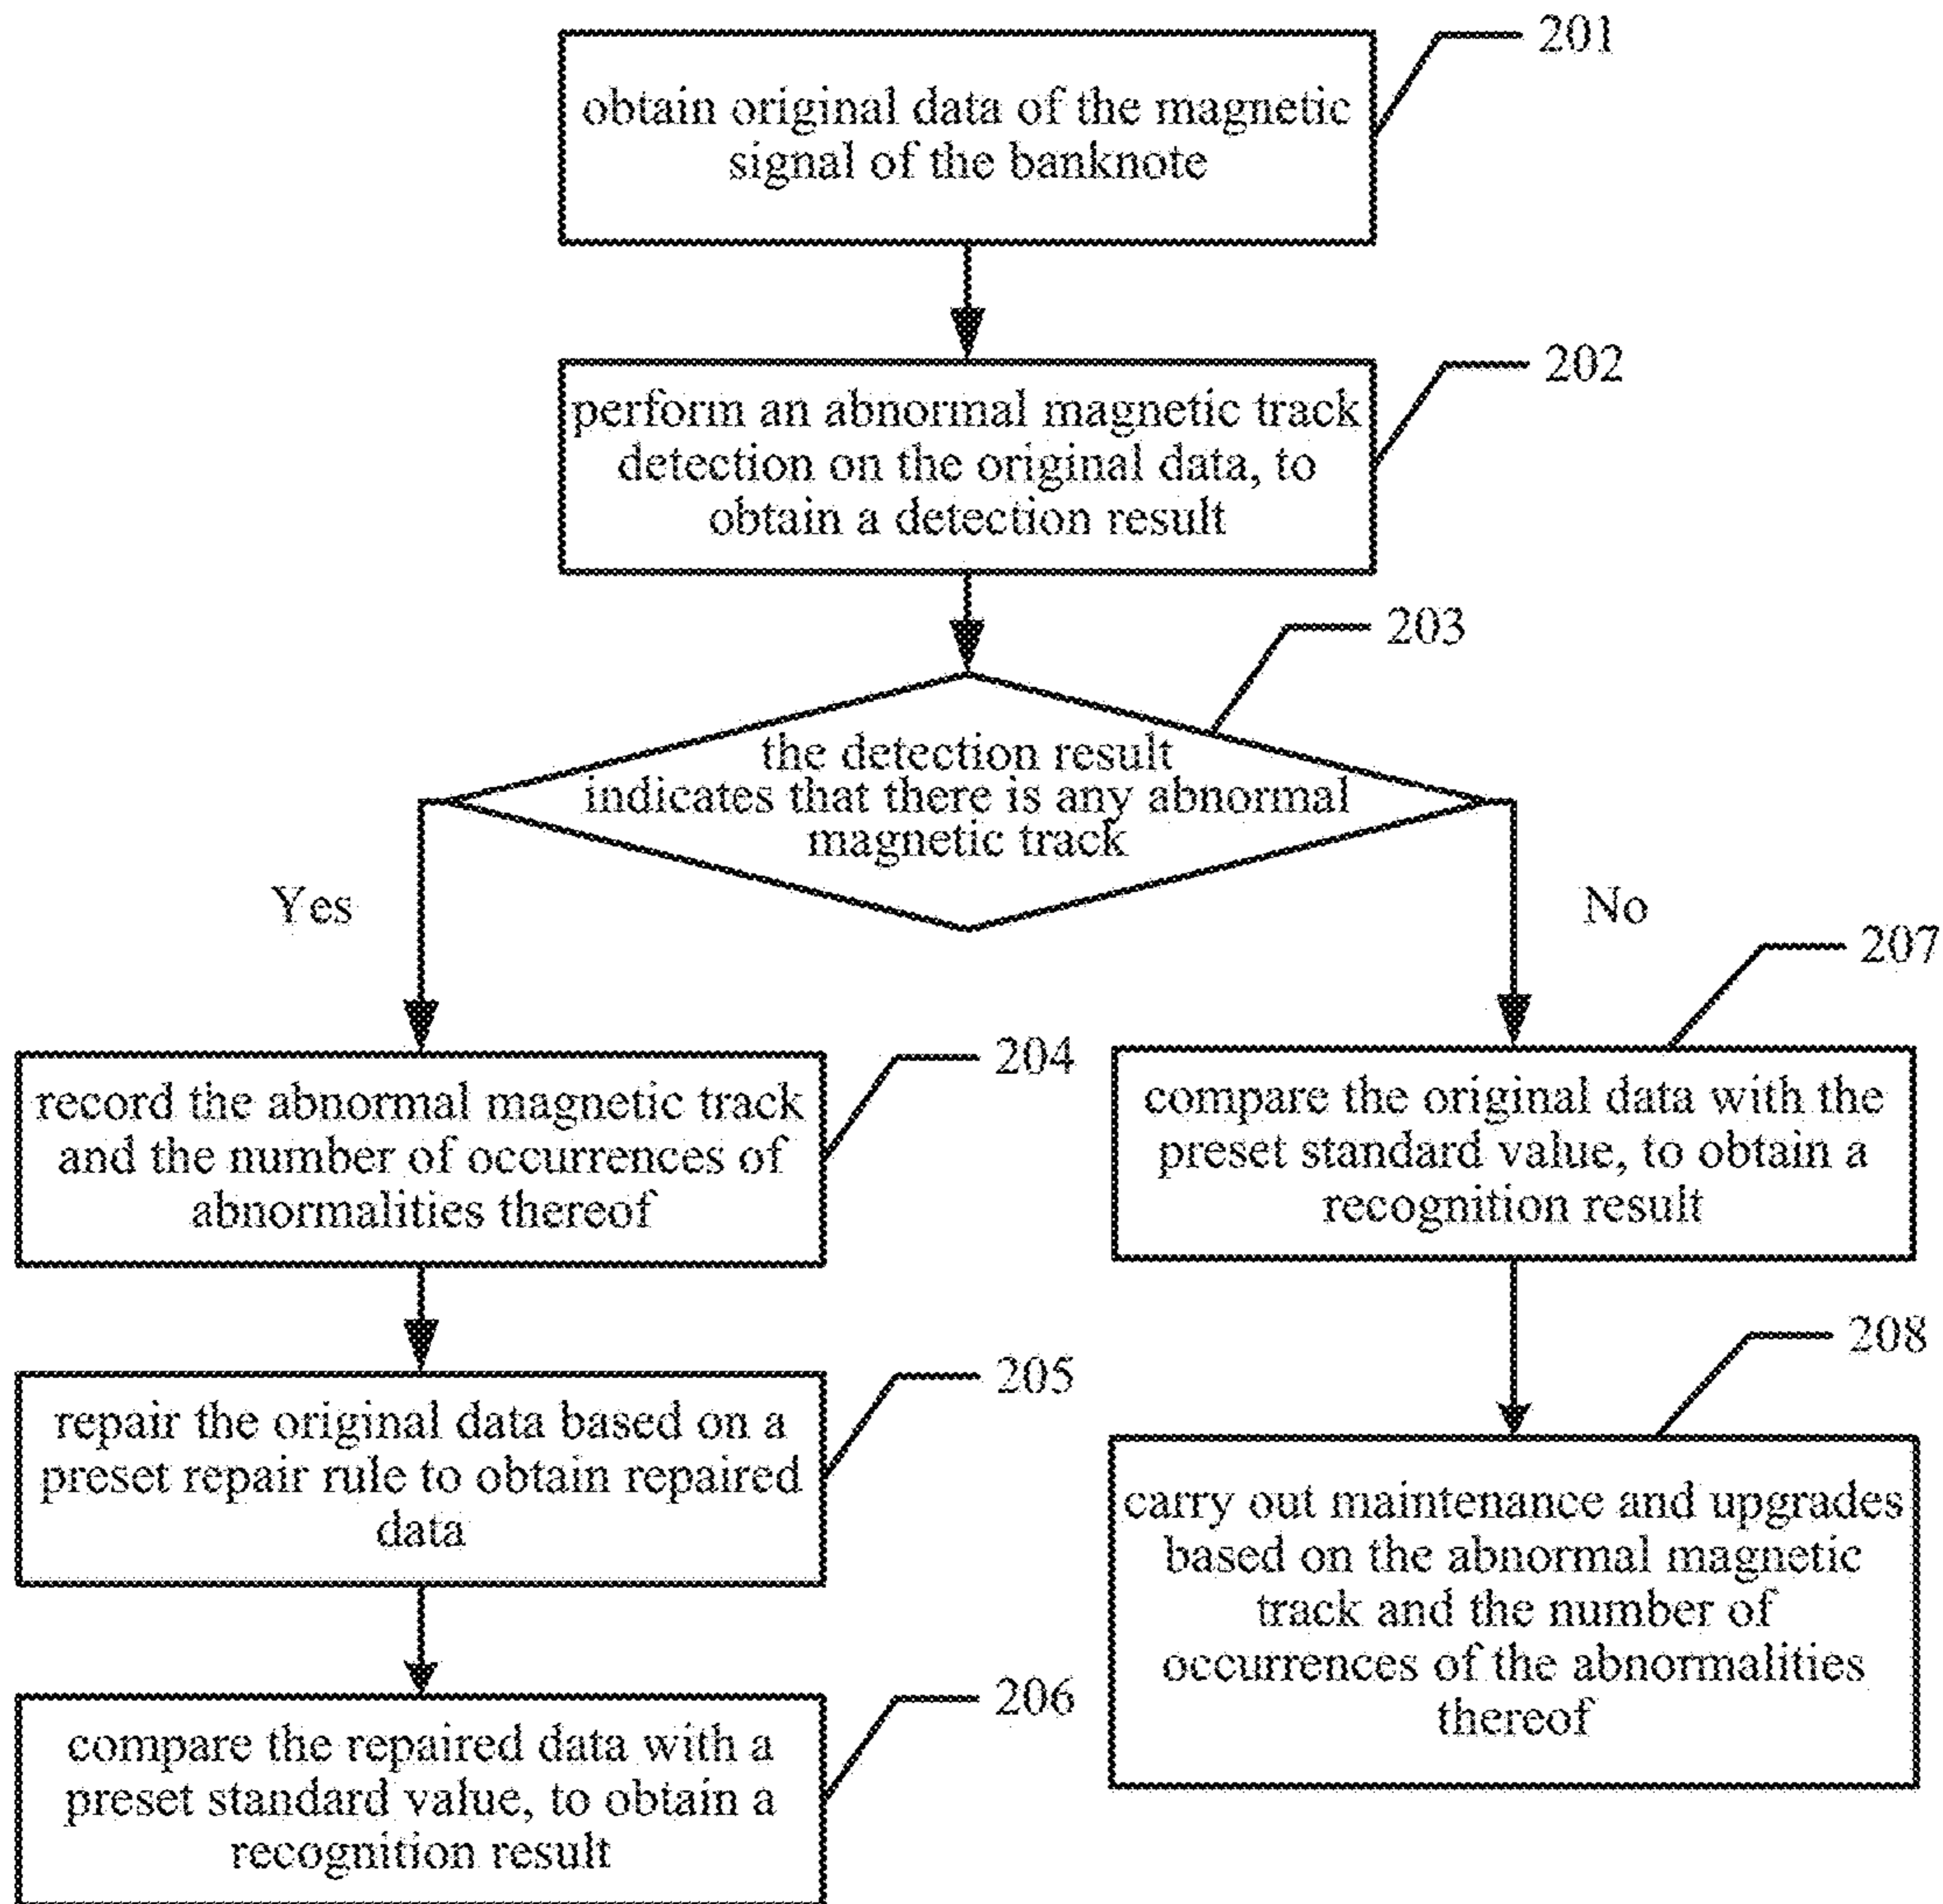 201
obtain original data of the magnetic
signal of the banknote
202
perform an abnormal magnetic track
detection on the original data, to
obtain a detection result
203
the detection result
indicates that there is any abnormal
magnetic track
Yes
No
204
record the abnormal magnetic track
and the number of occurrences of
abnormalities thereof
205
repair the original data based on a
preset repair rule to obtain repaired
data
206
compare the repaired data with a
preset standard value, to obtain a
recognition result
207
compare the original data with the
preset standard value, to obtain a
recognition result
208
carry out maintenance and upgrades
based on the abnormal magnetic
track and the number of
occurrences of the abnormalities
thereof